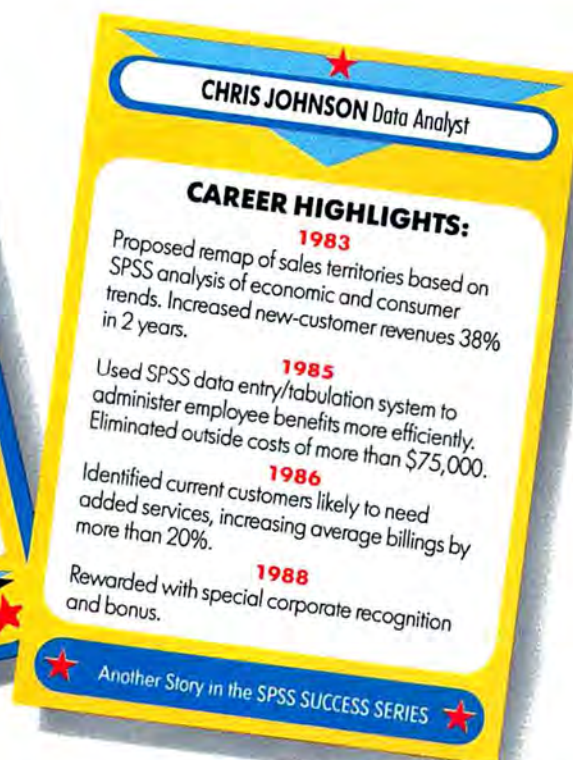 CHRIS JOHNSON Data Analyst
CAREER HIGHLIGHTS:
1983
Proposed remap of sales territories based on
SPSS analysis of economic and consumer
trends. Increased new-customer revenues 38%
in 2 years.
1985
Used SPSS data entry/tabulation system to
administer employee benefits more efficiently.
Eliminated outside costs of more than $75,000.
1986
Identified current customers likely to need
added services, increasing average billings by
more than 20%.
1988
Rewarded with special corporate recognition
and bonus.
Another Story in the SPSS SUCCESS SERIES